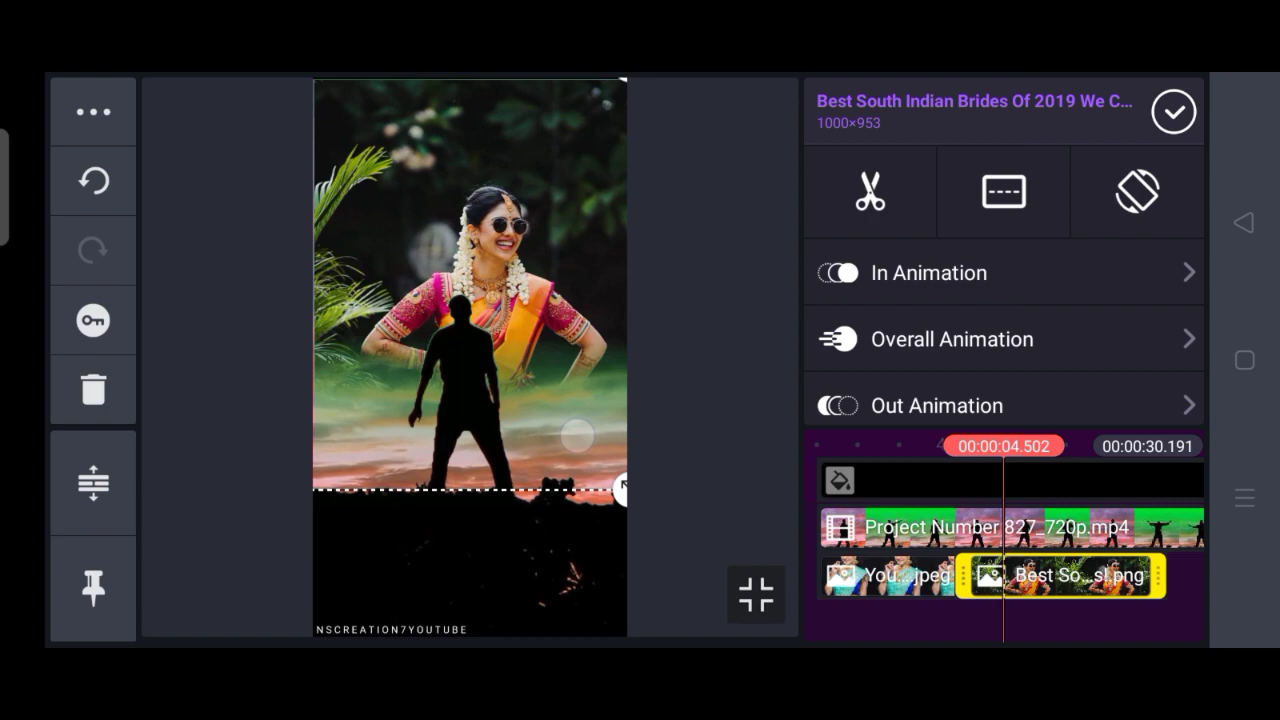 Best South Indian Brides Of 2019 We C...
1000×953
In Animation
Overall Animation
Out Animation
00:00:04.502
00:00:30.191
Project Number 827_720p.mp4
You...jpeg
Best So...sl.png
NSCREATION7YOUTUBE